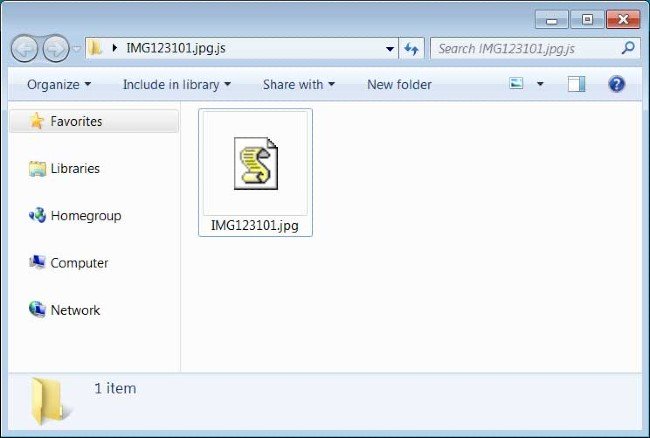 IMG123101.jpg.js
Search IMG123101.jpg.js
Organize
Include in library
Share with
New folder
Favorites
Libraries
Homegroup
Computer
Network
IMG123101.jpg
1 item